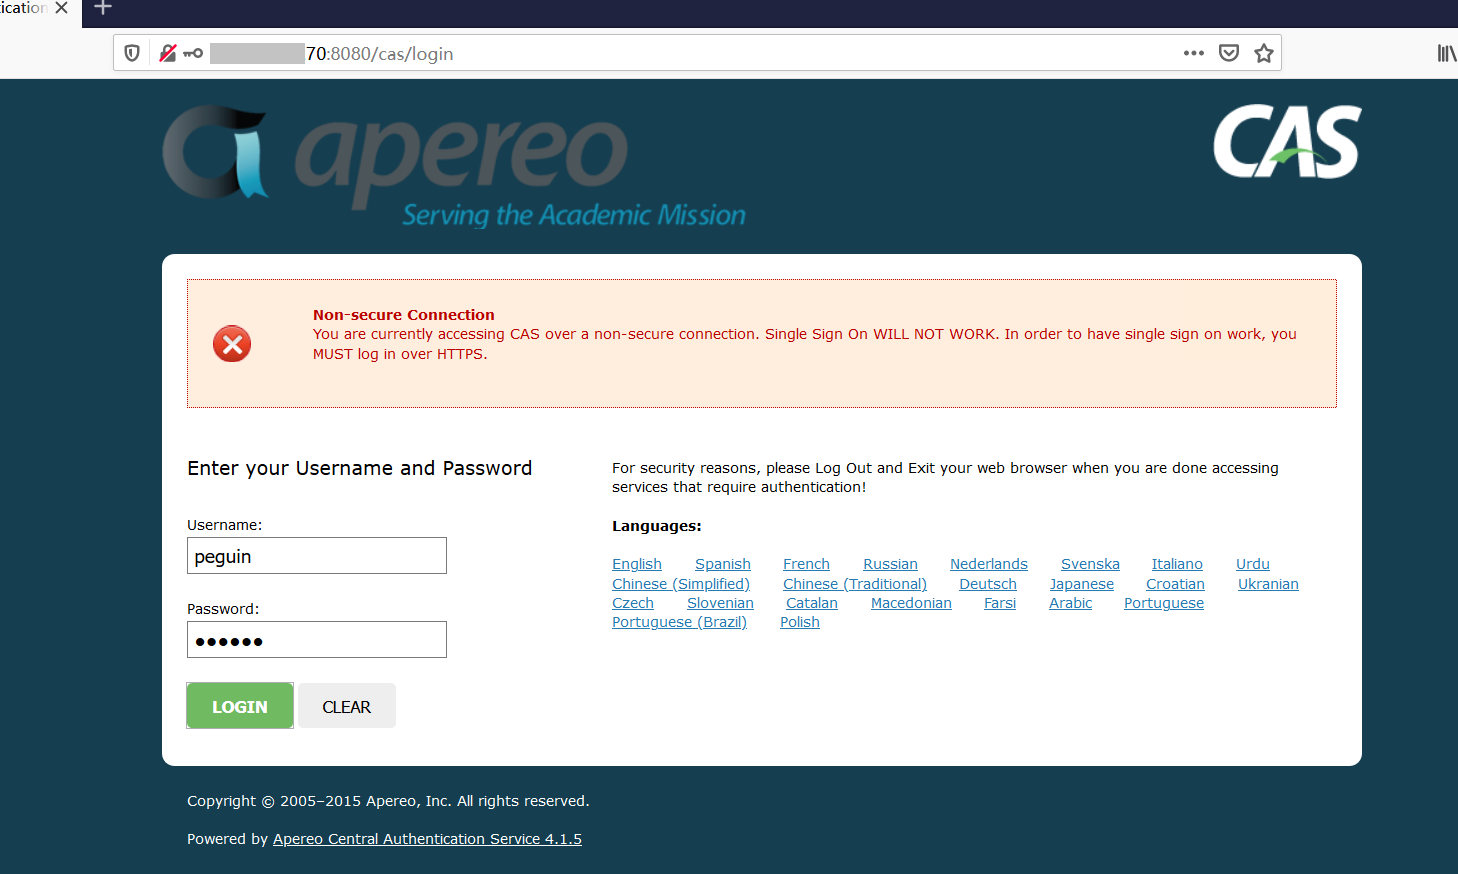 ication
70:8080/cas/login
apereo
Serving the Academic Mission
CAS
Non-secure Connection
You are currently accessing CAS over a non-secure connection. Single Sign On WILL NOT WORK. In order to have single sign on work, you
MUST log in over HTTPS.
Enter your Username and Password
Username:
peguin
Password:
●●●●●●
LOGIN CLEAR
For security reasons, please Log Out and Exit your web browser when you are done accessing
services that require authentication!
Languages:
English Spanish French Russian Nederlands Svenska Italiano Urdu
Chinese (Simplified) Chinese (Traditional) Deutsch Japanese Croatian Ukranian
Czech Slovenian Catalan Macedonian Farsi Arabic Portuguese
Portuguese (Brazil) Polish
Copyright © 2005–2015 Apereo, Inc. All rights reserved.
Powered by Apereo Central Authentication Service 4.1.5